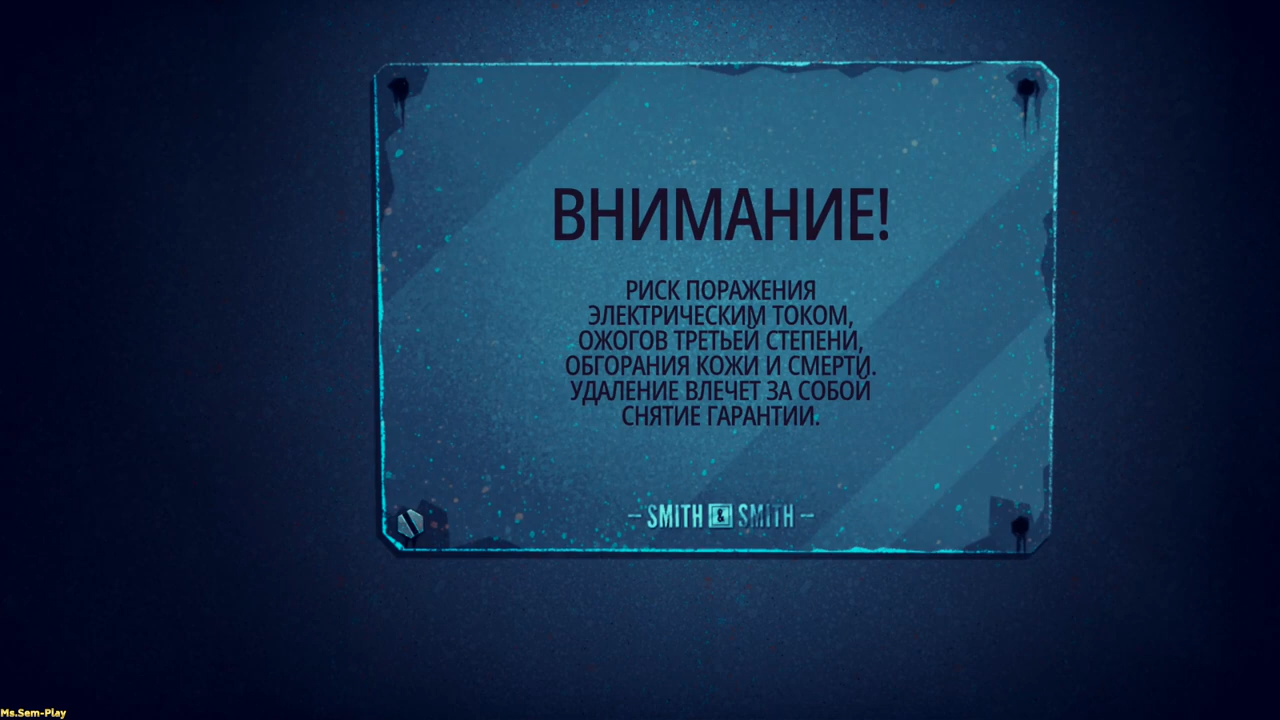 ВНИМАНИЕ!
РИСК ПОРАЖЕНИЯ
ЭЛЕКТРИЧЕСКИМ ТОКОМ,
ОЖОГОВ ТРЕТЬЕЙ СТЕПЕНИ,
ОБГОРАНИЯ КОЖИ И СМЕРТИ.
УДАЛЕНИЕ ВЛЕЧЕТ ЗА СОБОЙ
СНЯТИЕ ГАРАНТИИ.
– SMITH & SMITH –
Ms.Sem-Play